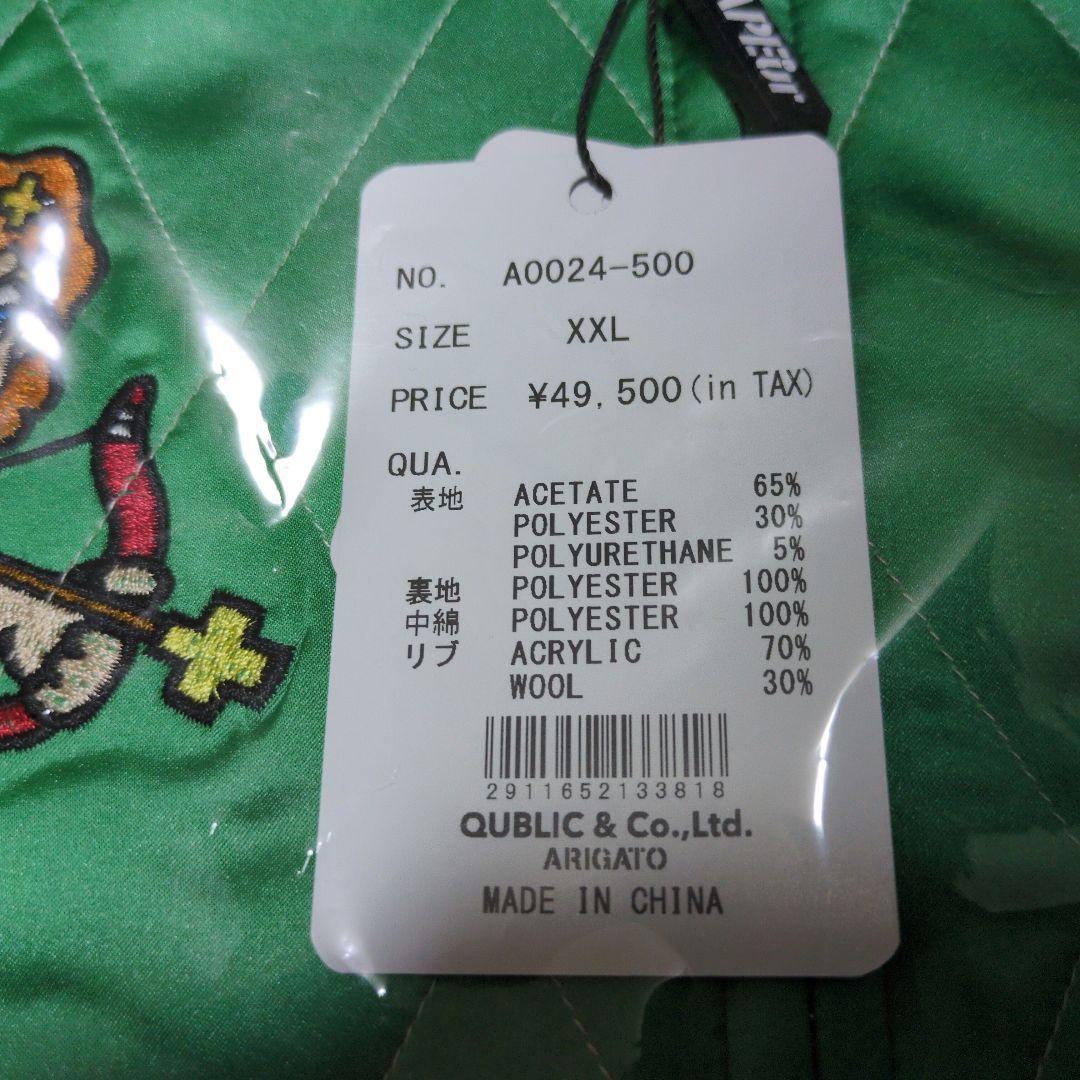 NO. A0024-500
SIZE XXL
PRICE ¥49,500(in TAX)
QUA.
表地 ACETATE 65%
POLYESTER 30%
POLYURETHANE 5%
裏地 POLYESTER 100%
中綿 POLYESTER 100%
リブ ACRYLIC 70%
WOOL 30%
2911652133818
QUBLIC & Co.,Ltd.
ARIGATO
MADE IN CHINA